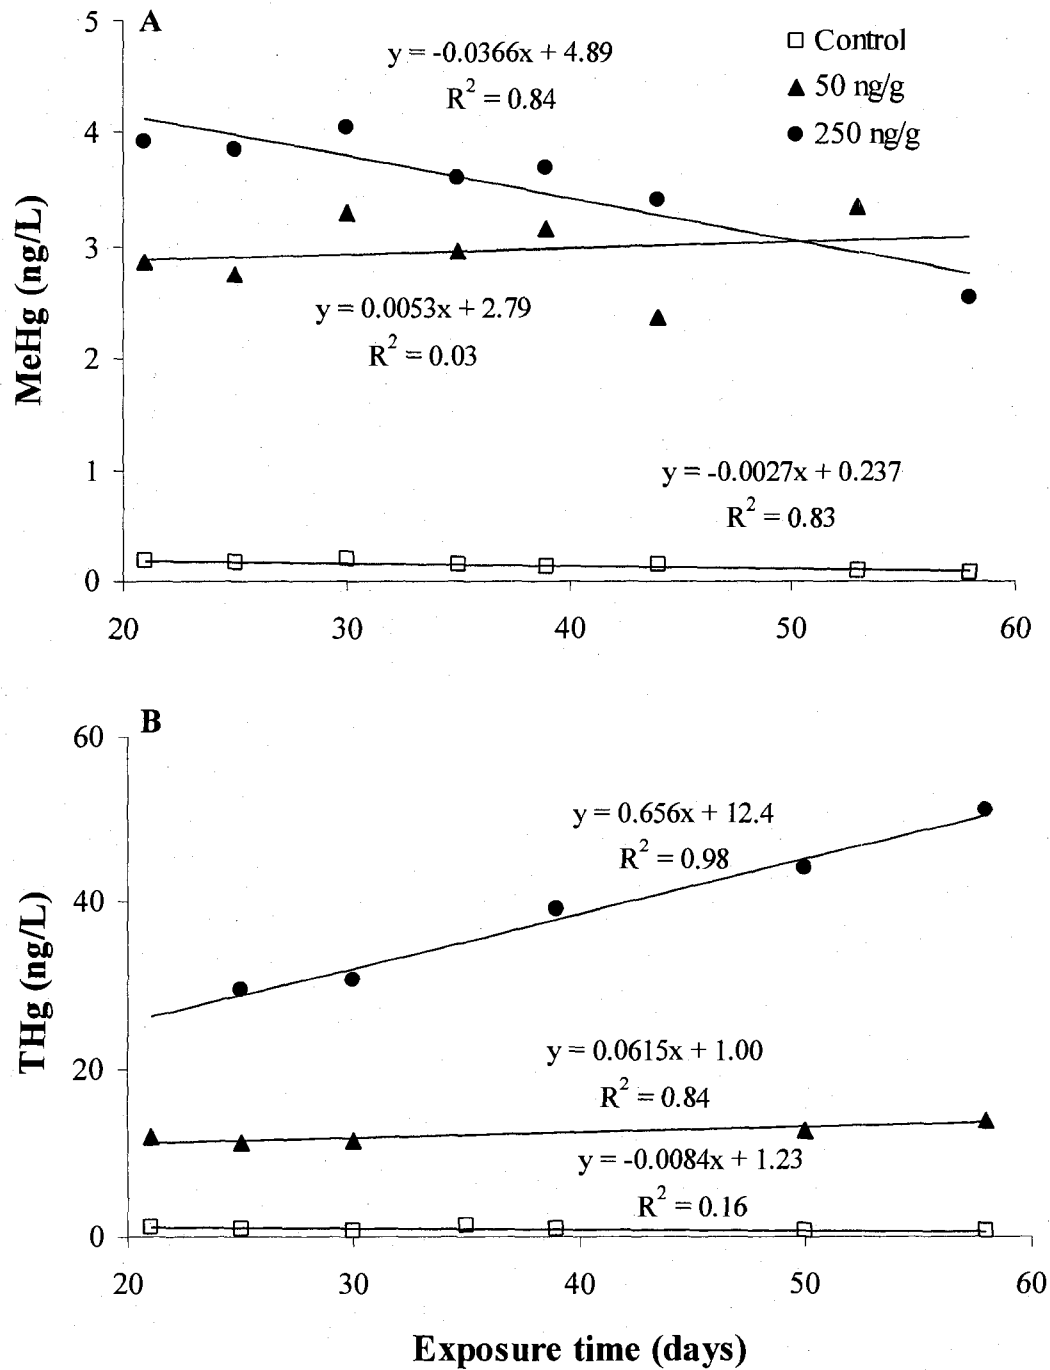 A
y = -0.0366x + 4.89
R² = 0.84
Control
50 ng/g
250 ng/g
5
4
3
2
1
0
MeHg (ng/L)
y = 0.0053x + 2.79
R² = 0.03
y = -0.0027x + 0.237
R² = 0.83
20 30 40 50 60
B
60
40
20
0
THg (ng/L)
y = 0.656x + 12.4
R² = 0.98
y = 0.0615x + 1.00
R² = 0.84
y = -0.0084x + 1.23
R² = 0.16
20 30 40 50 60
Exposure time (days)